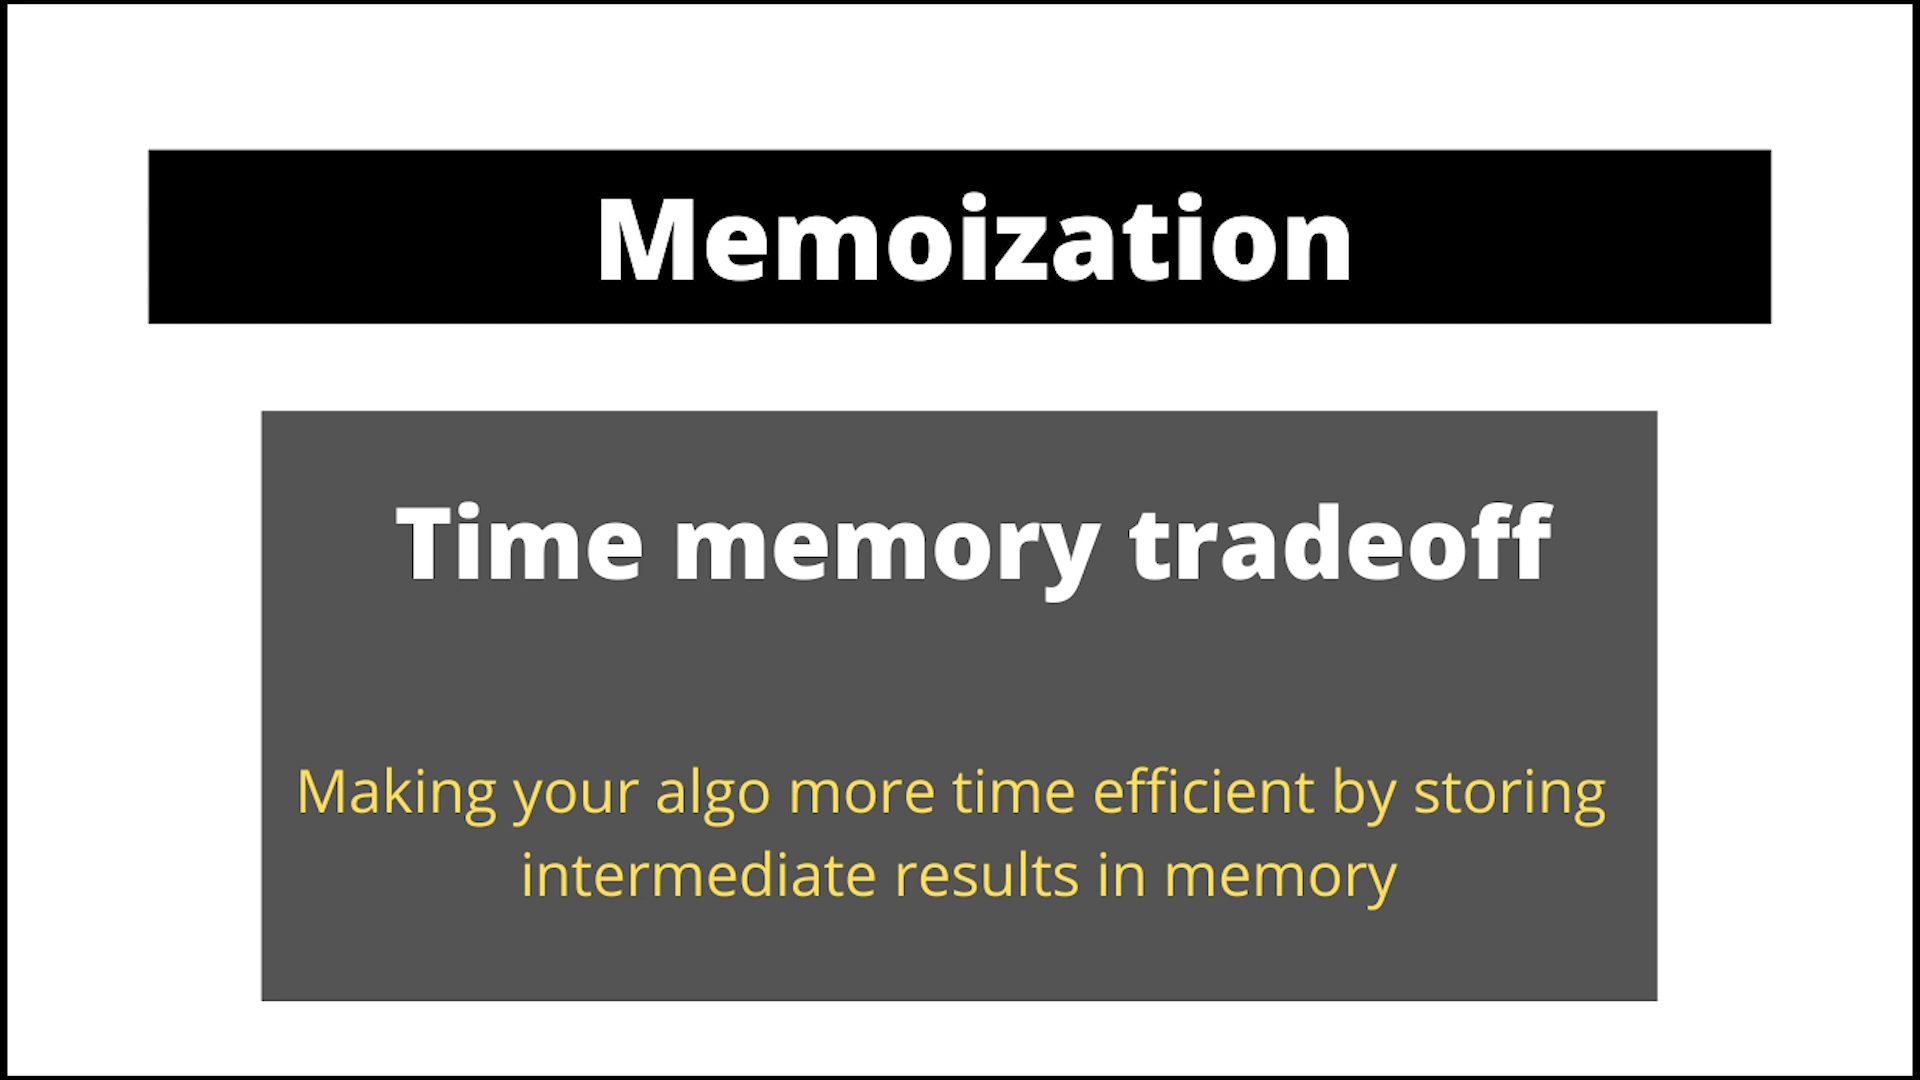 Memoization
Time memory tradeoff
Making your algo more time efficient by storing
intermediate results in memory